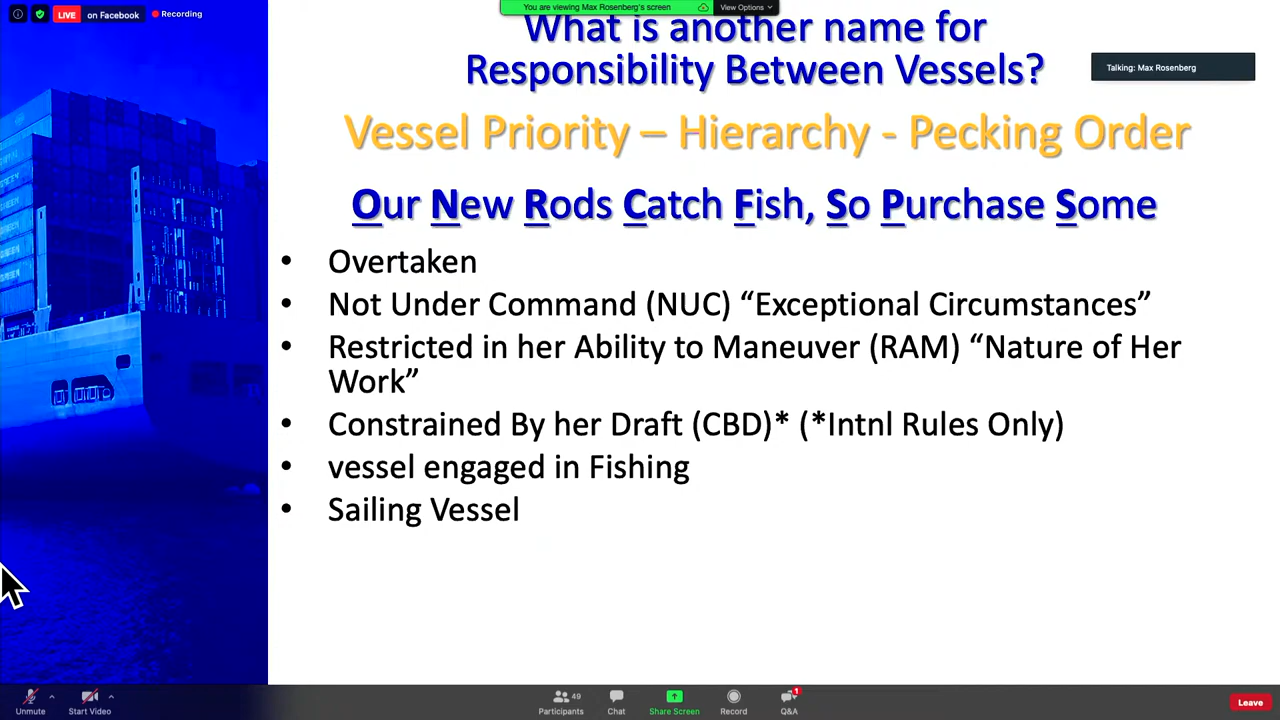 LIVE on Facebook Recording
You are viewing Max Rosenberg's screen View Options
What is another name for
Responsibility Between Vessels?
Talking: Max Rosenberg
Vessel Priority – Hierarchy - Pecking Order
Our New Rods Catch Fish, So Purchase Some
• Overtaken
• Not Under Command (NUC) “Exceptional Circumstances”
• Restricted in her Ability to Maneuver (RAM) “Nature of Her
Work”
• Constrained By her Draft (CBD)* (*Intnl Rules Only)
• vessel engaged in Fishing
• Sailing Vessel
49 1
Unmute Start Video Participants Chat Share Screen Record Q&A Leave